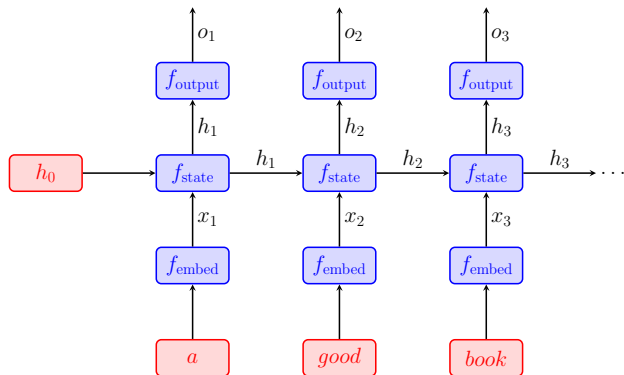 o₁ o₂ o₃
f_output f_output f_output
h₁ h₂ h₃
h₀ f_state h₁ f_state h₂ f_state h₃ ···
x₁ x₂ x₃
f_embed f_embed f_embed
a good book